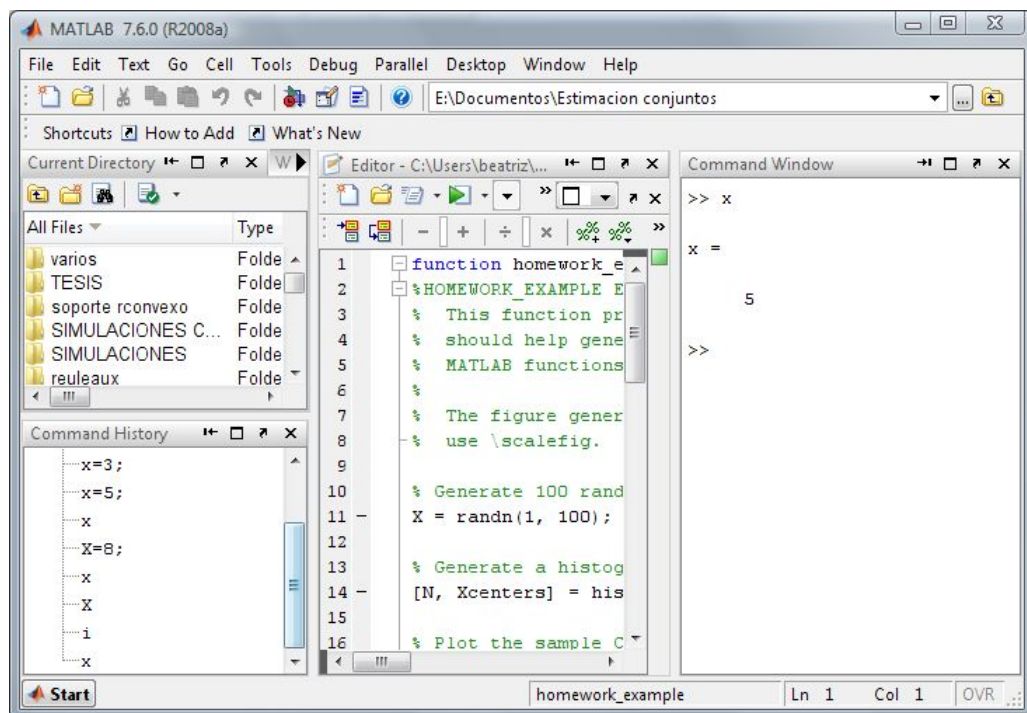 MATLAB 7.6.0 (R2008a)
File Edit Text Go Cell Tools Debug Parallel Desktop Window Help
E:\Documentos\Estimacion conjuntos
Shortcuts How to Add What's New
Current Directory
W
All Files Type
varios Folde
TESIS Folde
soporte rconvexo Folde
SIMULACIONES C... Folde
SIMULACIONES Folde
reuleaux Folde
Command History
x=3;
x=5;
x
X=8;
x
X
i
x
Editor - C:\Users\beatriz\...
1 function homework_e
2 %HOMEWORK_EXAMPLE E
3 % This function pr
4 % should help gene
5 % MATLAB functions
6 %
7 % The figure gener
8 % use \scalefig.
9
10 % Generate 100 rand
11 - X = randn(1, 100);
12
13 % Generate a histog
14 - [N, Xcenters] = his
15
16 % Plot the sample C
Command Window
>> x
x =
5
>>
Start
homework_example Ln 1 Col 1 OVR